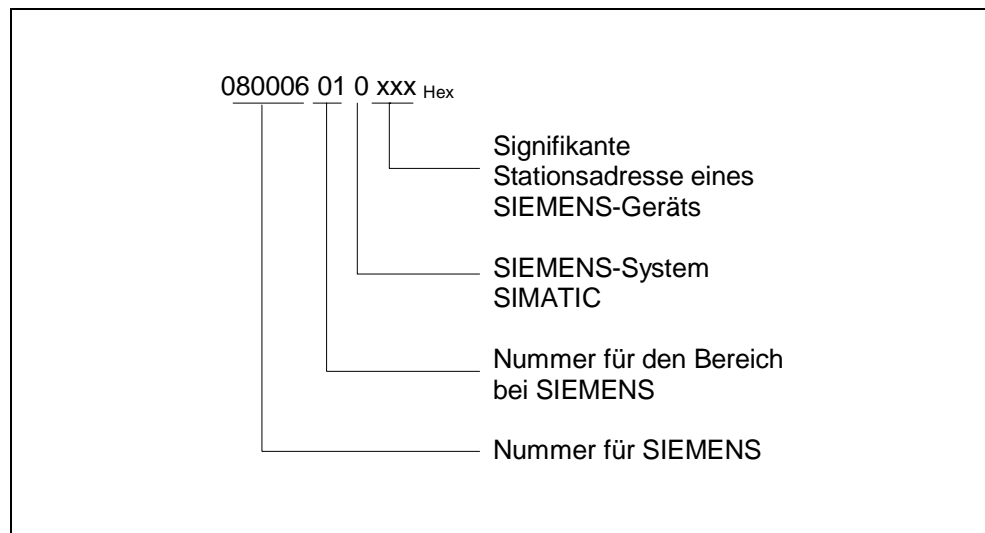 080006 01 0 xxx Hex
Signifikante
Stationsadresse eines
SIEMENS-Geräts
SIEMENS-System
SIMATIC
Nummer für den Bereich
bei SIEMENS
Nummer für SIEMENS